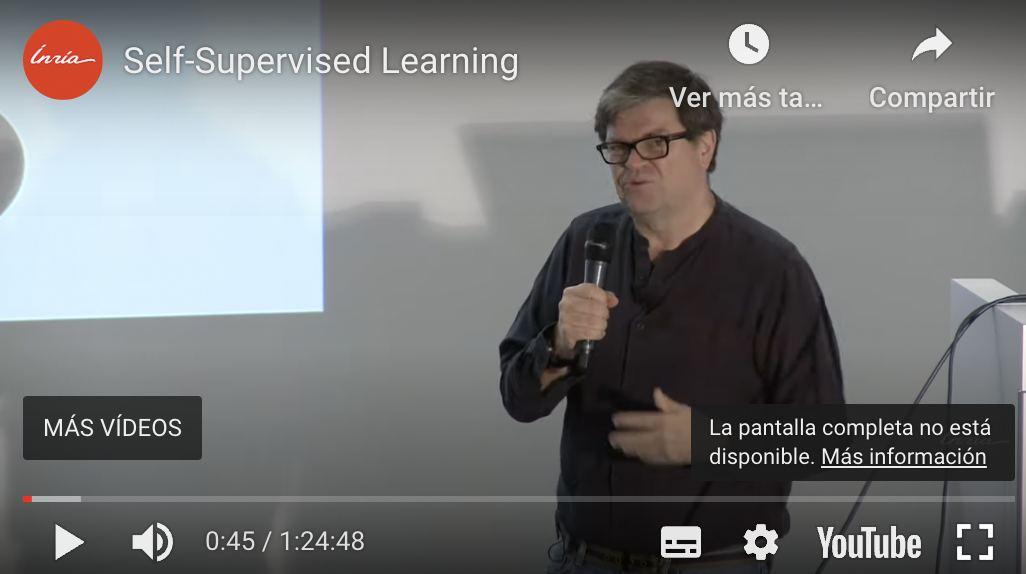 Inria
Self-Supervised Learning
Ver más ta...
Compartir
MÁS VÍDEOS
La pantalla completa no está
disponible. Más información
0:45 / 1:24:48
YouTube